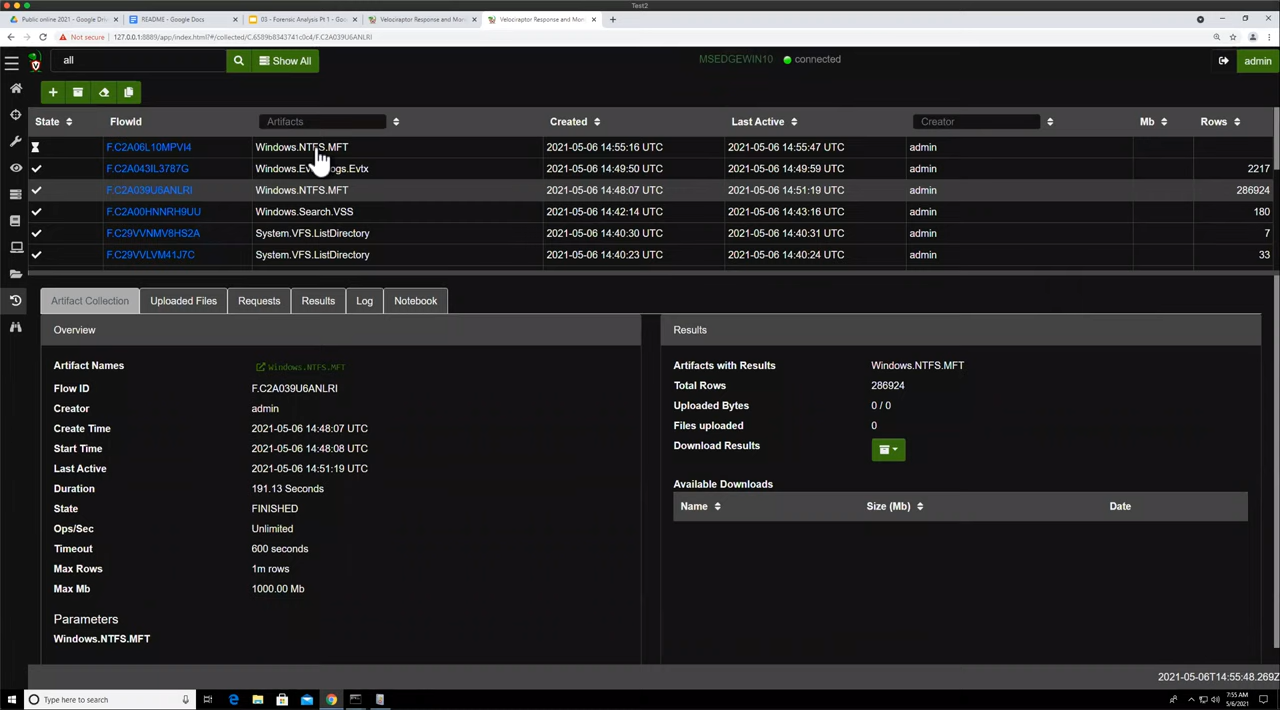 Test2
Public online 2021 - Google Driv
README - Google Docs
03 - Forensic Analysis Pt 1 - Goo
Velociraptor Response and Mon
Velociraptor Response and Mon
Not secure 127.0.0.1:8889/app/index.html?#/collected/C.6589b8343741c0c4/F.C2A039U6ANLRI
all Show All MSEDGEWIN10 connected admin
State FlowId Artifacts Created Last Active Creator Mb Rows
F.C2A06L10MPVI4 Windows.NTFS.MFT 2021-05-06 14:55:16 UTC 2021-05-06 14:55:47 UTC admin
F.C2A043IL3787G Windows.Ev ogs.Evtx 2021-05-06 14:49:50 UTC 2021-05-06 14:49:59 UTC admin 2217
F.C2A039U6ANLRI Windows.NTFS.MFT 2021-05-06 14:48:07 UTC 2021-05-06 14:51:19 UTC admin 286924
F.C2A00HNNRH9UU Windows.Search.VSS 2021-05-06 14:42:14 UTC 2021-05-06 14:43:16 UTC admin 180
F.C29VVNMV8HS2A System.VFS.ListDirectory 2021-05-06 14:40:30 UTC 2021-05-06 14:40:31 UTC admin 7
F.C29VVLVM41J7C System.VFS.ListDirectory 2021-05-06 14:40:23 UTC 2021-05-06 14:40:24 UTC admin 33
Artifact Collection Uploaded Files Requests Results Log Notebook
Overview
Artifact Names Windows.NTFS.MFT
Flow ID F.C2A039U6ANLRI
Creator admin
Create Time 2021-05-06 14:48:07 UTC
Start Time 2021-05-06 14:48:08 UTC
Last Active 2021-05-06 14:51:19 UTC
Duration 191.13 Seconds
State FINISHED
Ops/Sec Unlimited
Timeout 600 seconds
Max Rows 1m rows
Max Mb 1000.00 Mb
Parameters
Windows.NTFS.MFT
Results
Artifacts with Results Windows.NTFS.MFT
Total Rows 286924
Uploaded Bytes 0 / 0
Files uploaded 0
Download Results
Available Downloads
Name Size (Mb) Date
2021-05-06T14:55:48.269Z
Type here to search
7:55 AM
5/6/2021